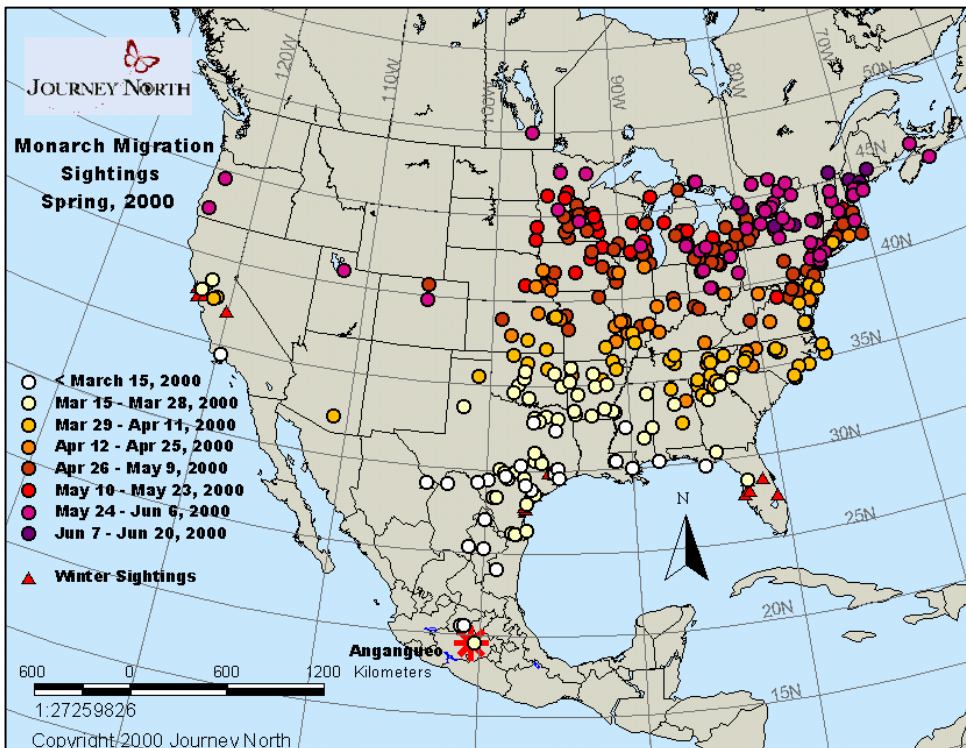 120W
110W
100W
90W
80W
70W
50N
45N
40N
35N
30N
25N
20N
15N
JOURNEY NORTH
Monarch Migration
Sightings
Spring, 2000
< March 15, 2000
Mar 15 - Mar 28, 2000
Mar 29 - Apr 11, 2000
Apr 12 - Apr 25, 2000
Apr 26 - May 9, 2000
May 10 - May 23, 2000
May 24 - Jun 6, 2000
Jun 7 - Jun 20, 2000
Winter Sightings
N
Angangueo
600 0 600 1200
Kilometers
1:27259826
Copyright 2000 Journey North